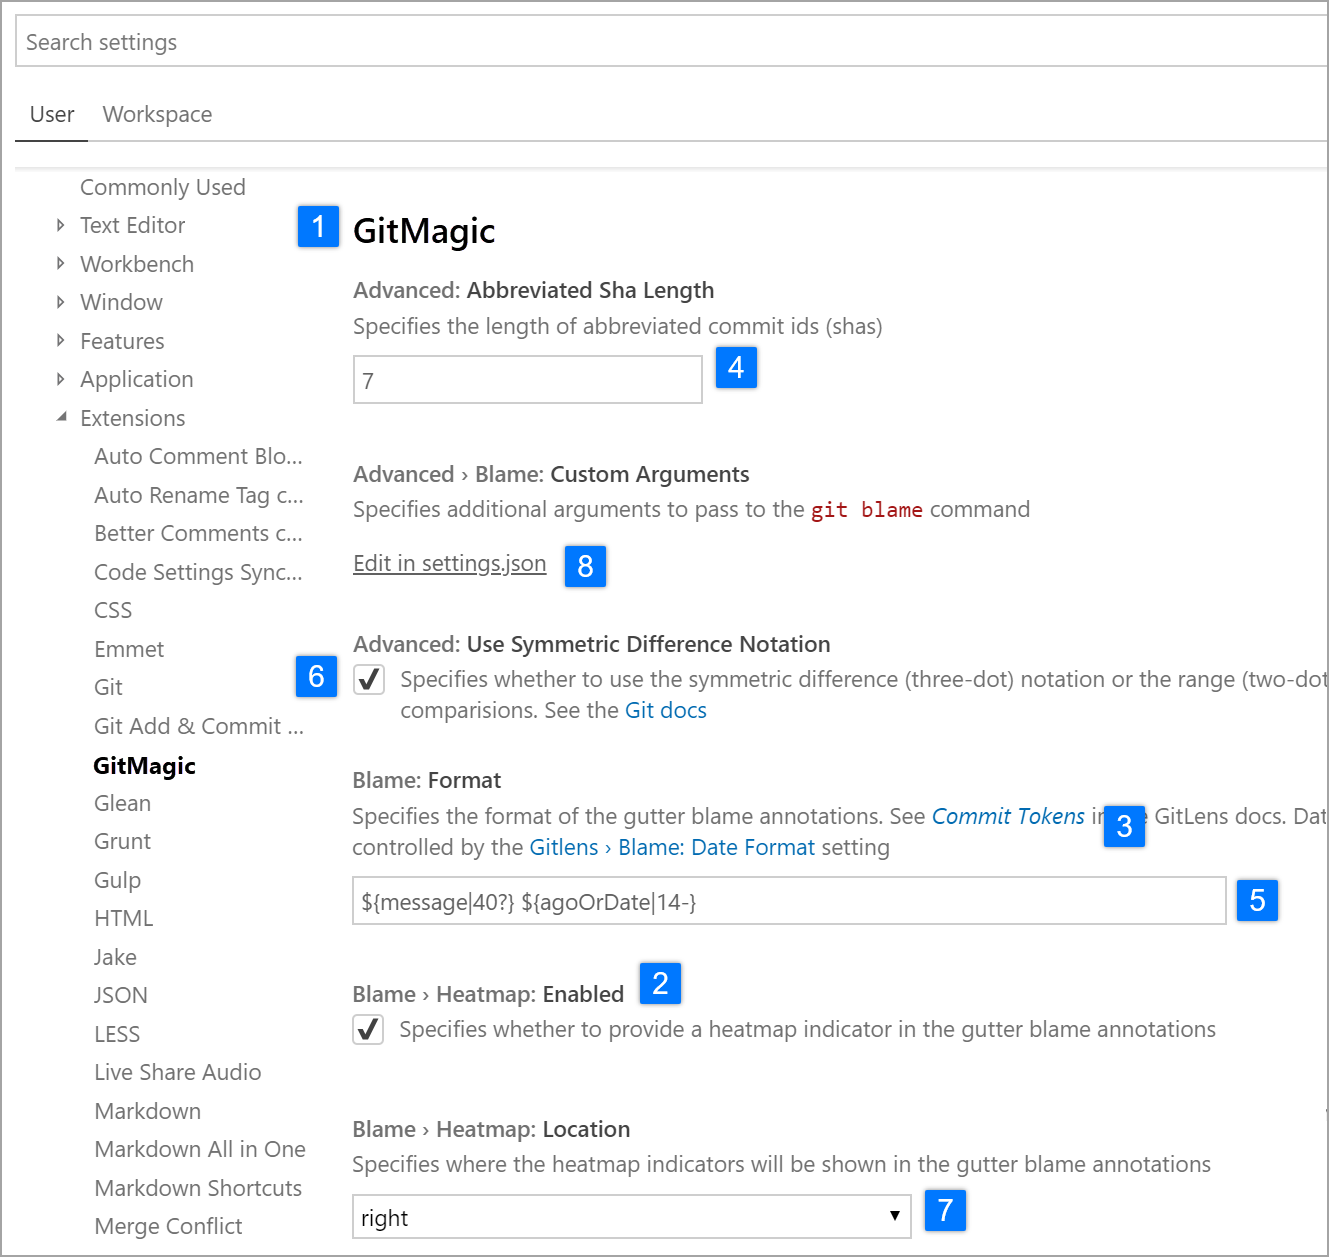 Search settings
User Workspace
Commonly Used
Text Editor
Workbench
Window
Features
Application
Extensions
Auto Comment Blo...
Auto Rename Tag c...
Better Comments c...
Code Settings Sync...
CSS
Emmet
Git
Git Add & Commit ...
GitMagic
Glean
Grunt
Gulp
HTML
Jake
JSON
LESS
Live Share Audio
Markdown
Markdown All in One
Markdown Shortcuts
Merge Conflict
1 GitMagic
Advanced: Abbreviated Sha Length
Specifies the length of abbreviated commit ids (shas)
7 4
Advanced › Blame: Custom Arguments
Specifies additional arguments to pass to the git blame command
Edit in settings.json 8
Advanced: Use Symmetric Difference Notation
6 Specifies whether to use the symmetric difference (three-dot) notation or the range (two-dot
comparisions. See the Git docs
Blame: Format
Specifies the format of the gutter blame annotations. See Commit Tokens 3 GitLens docs. Dat
controlled by the Gitlens › Blame: Date Format setting
${message|40?} ${agoOrDate|14-} 5
Blame › Heatmap: Enabled 2
Specifies whether to provide a heatmap indicator in the gutter blame annotations
Blame › Heatmap: Location
Specifies where the heatmap indicators will be shown in the gutter blame annotations
right 7